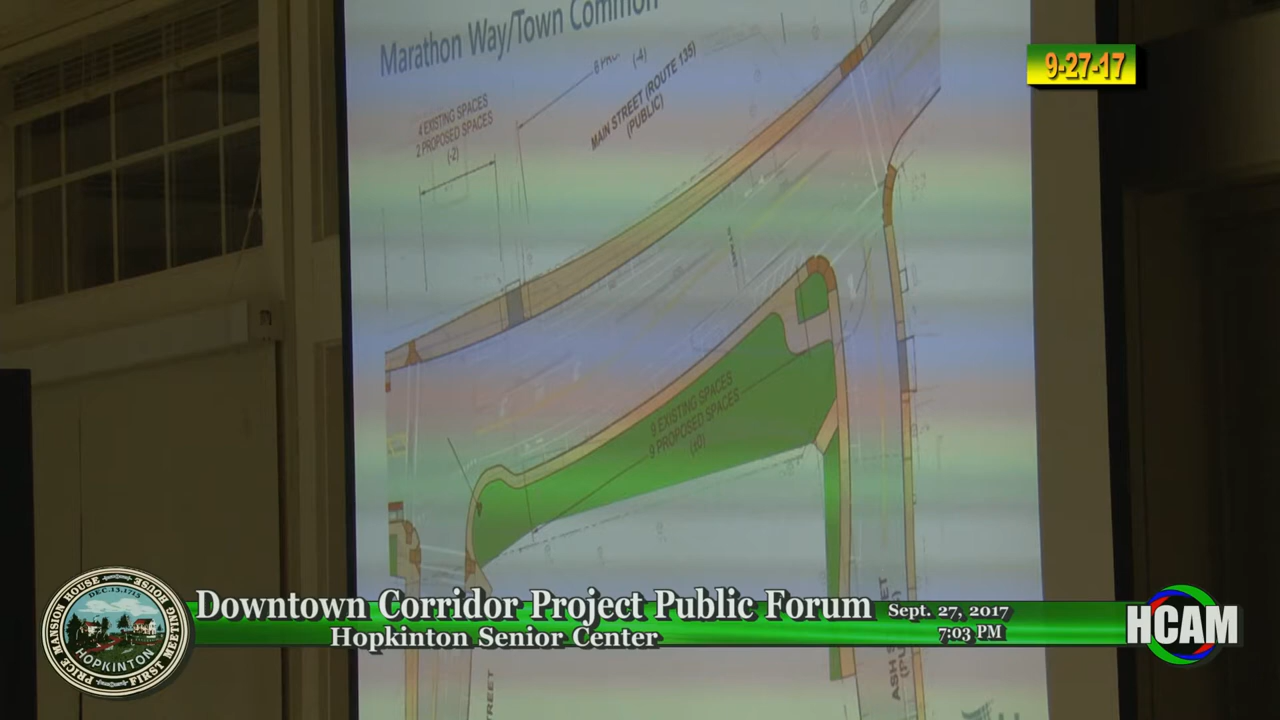 Marathon Way/Town Common
9-27-17
(-4)
MAIN STREET (ROUTE 135)
(PUBLIC)
4 EXISTING SPACES
2 PROPOSED SPACES
(-2)
9 EXISTING SPACES
9 PROPOSED SPACES
(±0)
PRICE MANSION HOUSE
FIRST MEETING HOUSE
DEC. 13. 1715
HOPKINTON
Downtown Corridor Project Public Forum
Hopkinton Senior Center
Sept. 27, 2017
7:03 PM
HCAM
ASH